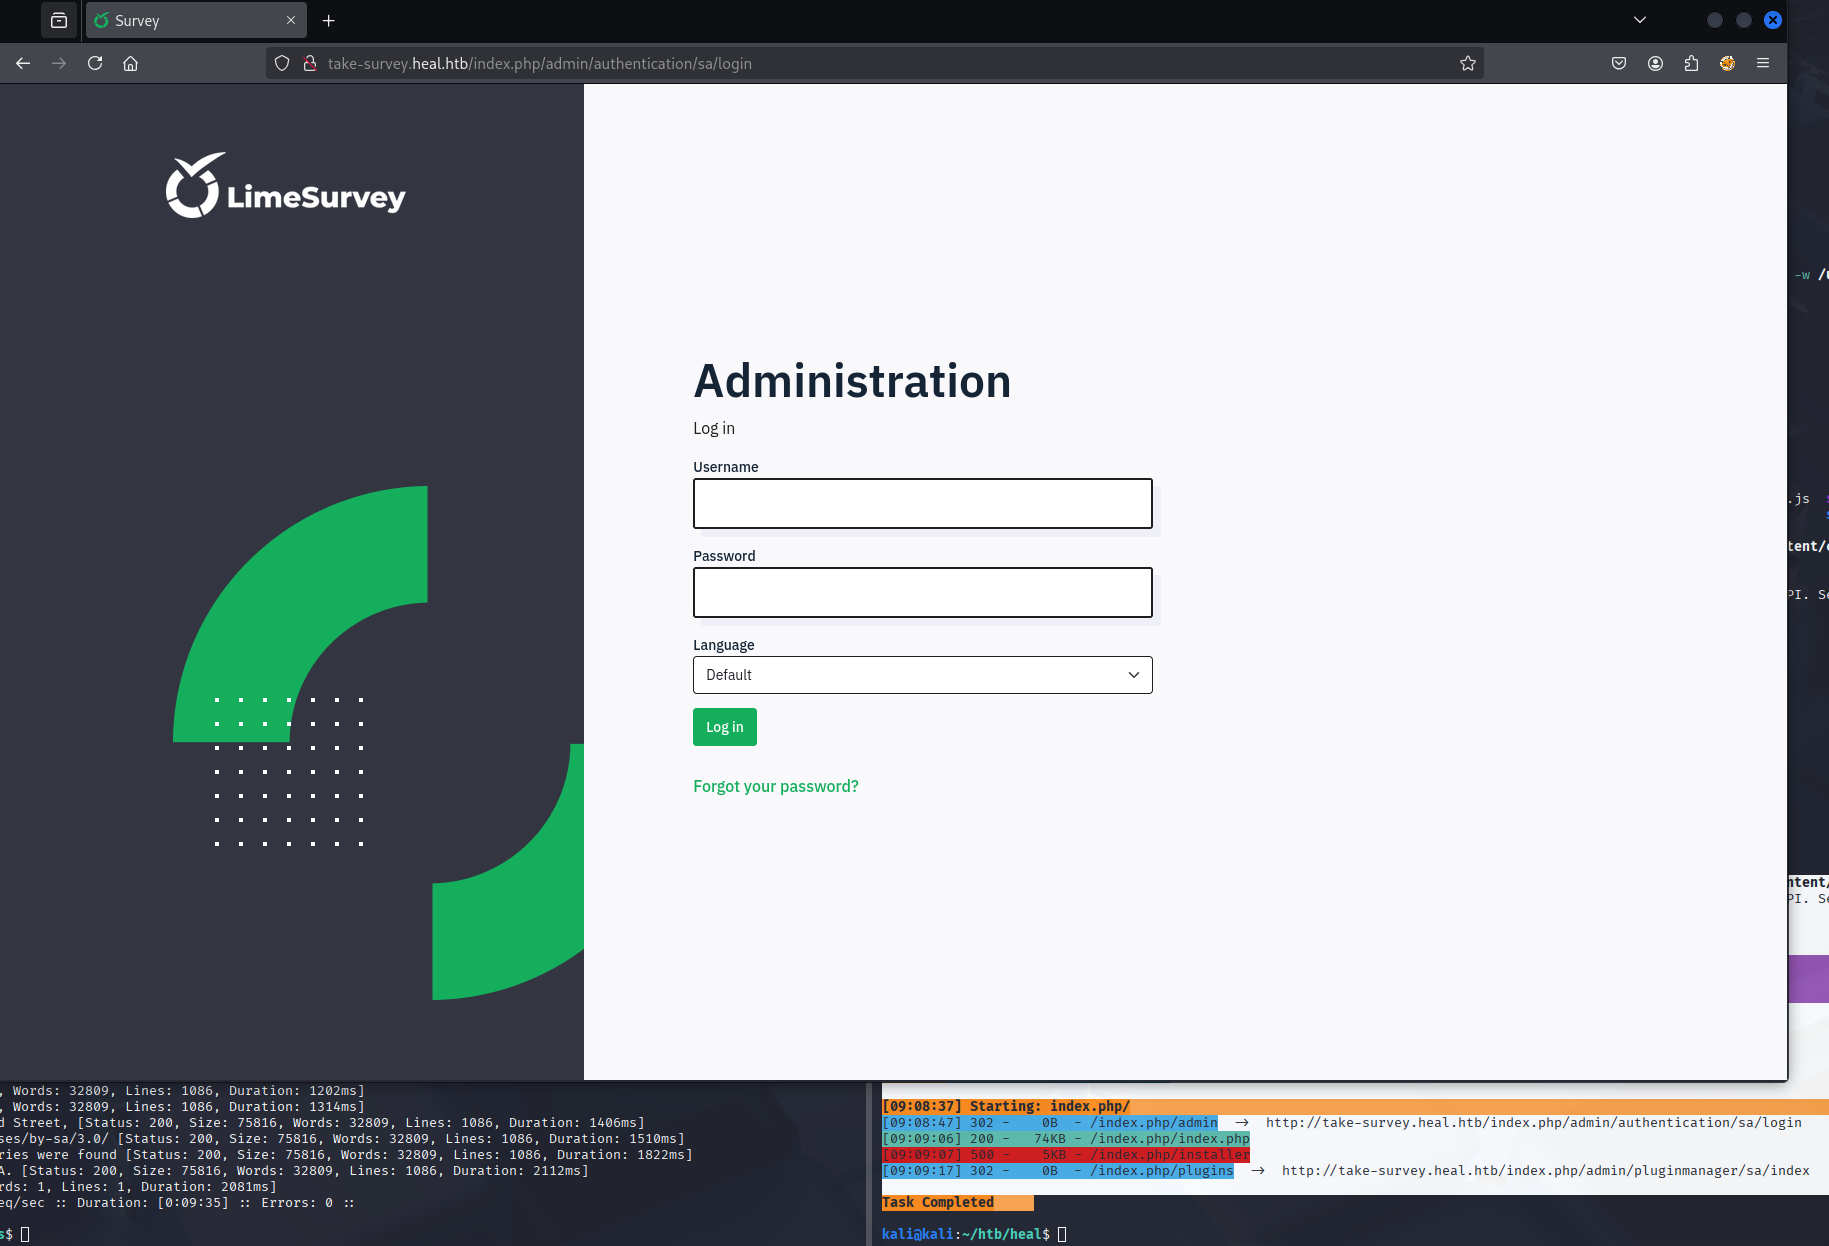 Survey
take-survey.heal.htb/index.php/admin/authentication/sa/login
LimeSurvey
Administration
Log in
Username
Password
Language
Default
Log in
Forgot your password?
-w /u
.js
tent/c
PI. Se
ntent/
PI. Se
, Words: 32809, Lines: 1086, Duration: 1202ms]
, Words: 32809, Lines: 1086, Duration: 1314ms]
d Street, [Status: 200, Size: 75816, Words: 32809, Lines: 1086, Duration: 1406ms]
ses/by-sa/3.0/ [Status: 200, Size: 75816, Words: 32809, Lines: 1086, Duration: 1510ms]
ries were found [Status: 200, Size: 75816, Words: 32809, Lines: 1086, Duration: 1822ms]
A. [Status: 200, Size: 75816, Words: 32809, Lines: 1086, Duration: 2112ms]
rds: 1, Lines: 1, Duration: 2081ms]
eq/sec :: Duration: [0:09:35] :: Errors: 0 ::
s$
[09:08:37] Starting: index.php/
[09:08:47] 302 -    0B  - /index.php/admin  →  http://take-survey.heal.htb/index.php/admin/authentication/sa/login
[09:09:06] 200 -   74KB - /index.php/index.php
[09:09:07] 500 -    5KB - /index.php/installer
[09:09:17] 302 -    0B  - /index.php/plugins  →  http://take-survey.heal.htb/index.php/admin/pluginmanager/sa/index
Task Completed
kali@kali:~/htb/heal$